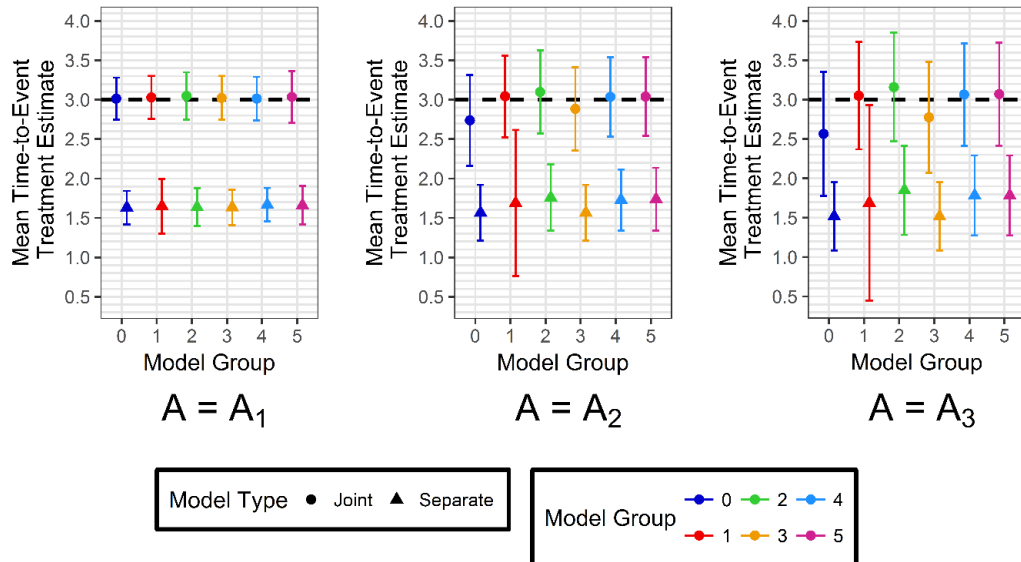 Mean Time-to-Event
Treatment Estimate
4.0
3.5
3.0
2.5
2.0
1.5
1.0
0.5
0 1 2 3 4 5
Model Group
A = A1
Mean Time-to-Event
Treatment Estimate
4.0
3.5
3.0
2.5
2.0
1.5
1.0
0.5
0 1 2 3 4 5
Model Group
A = A2
Mean Time-to-Event
Treatment Estimate
4.0
3.5
3.0
2.5
2.0
1.5
1.0
0.5
0 1 2 3 4 5
Model Group
A = A3
Model Type Joint Separate
Model Group
0 2 4
1 3 5